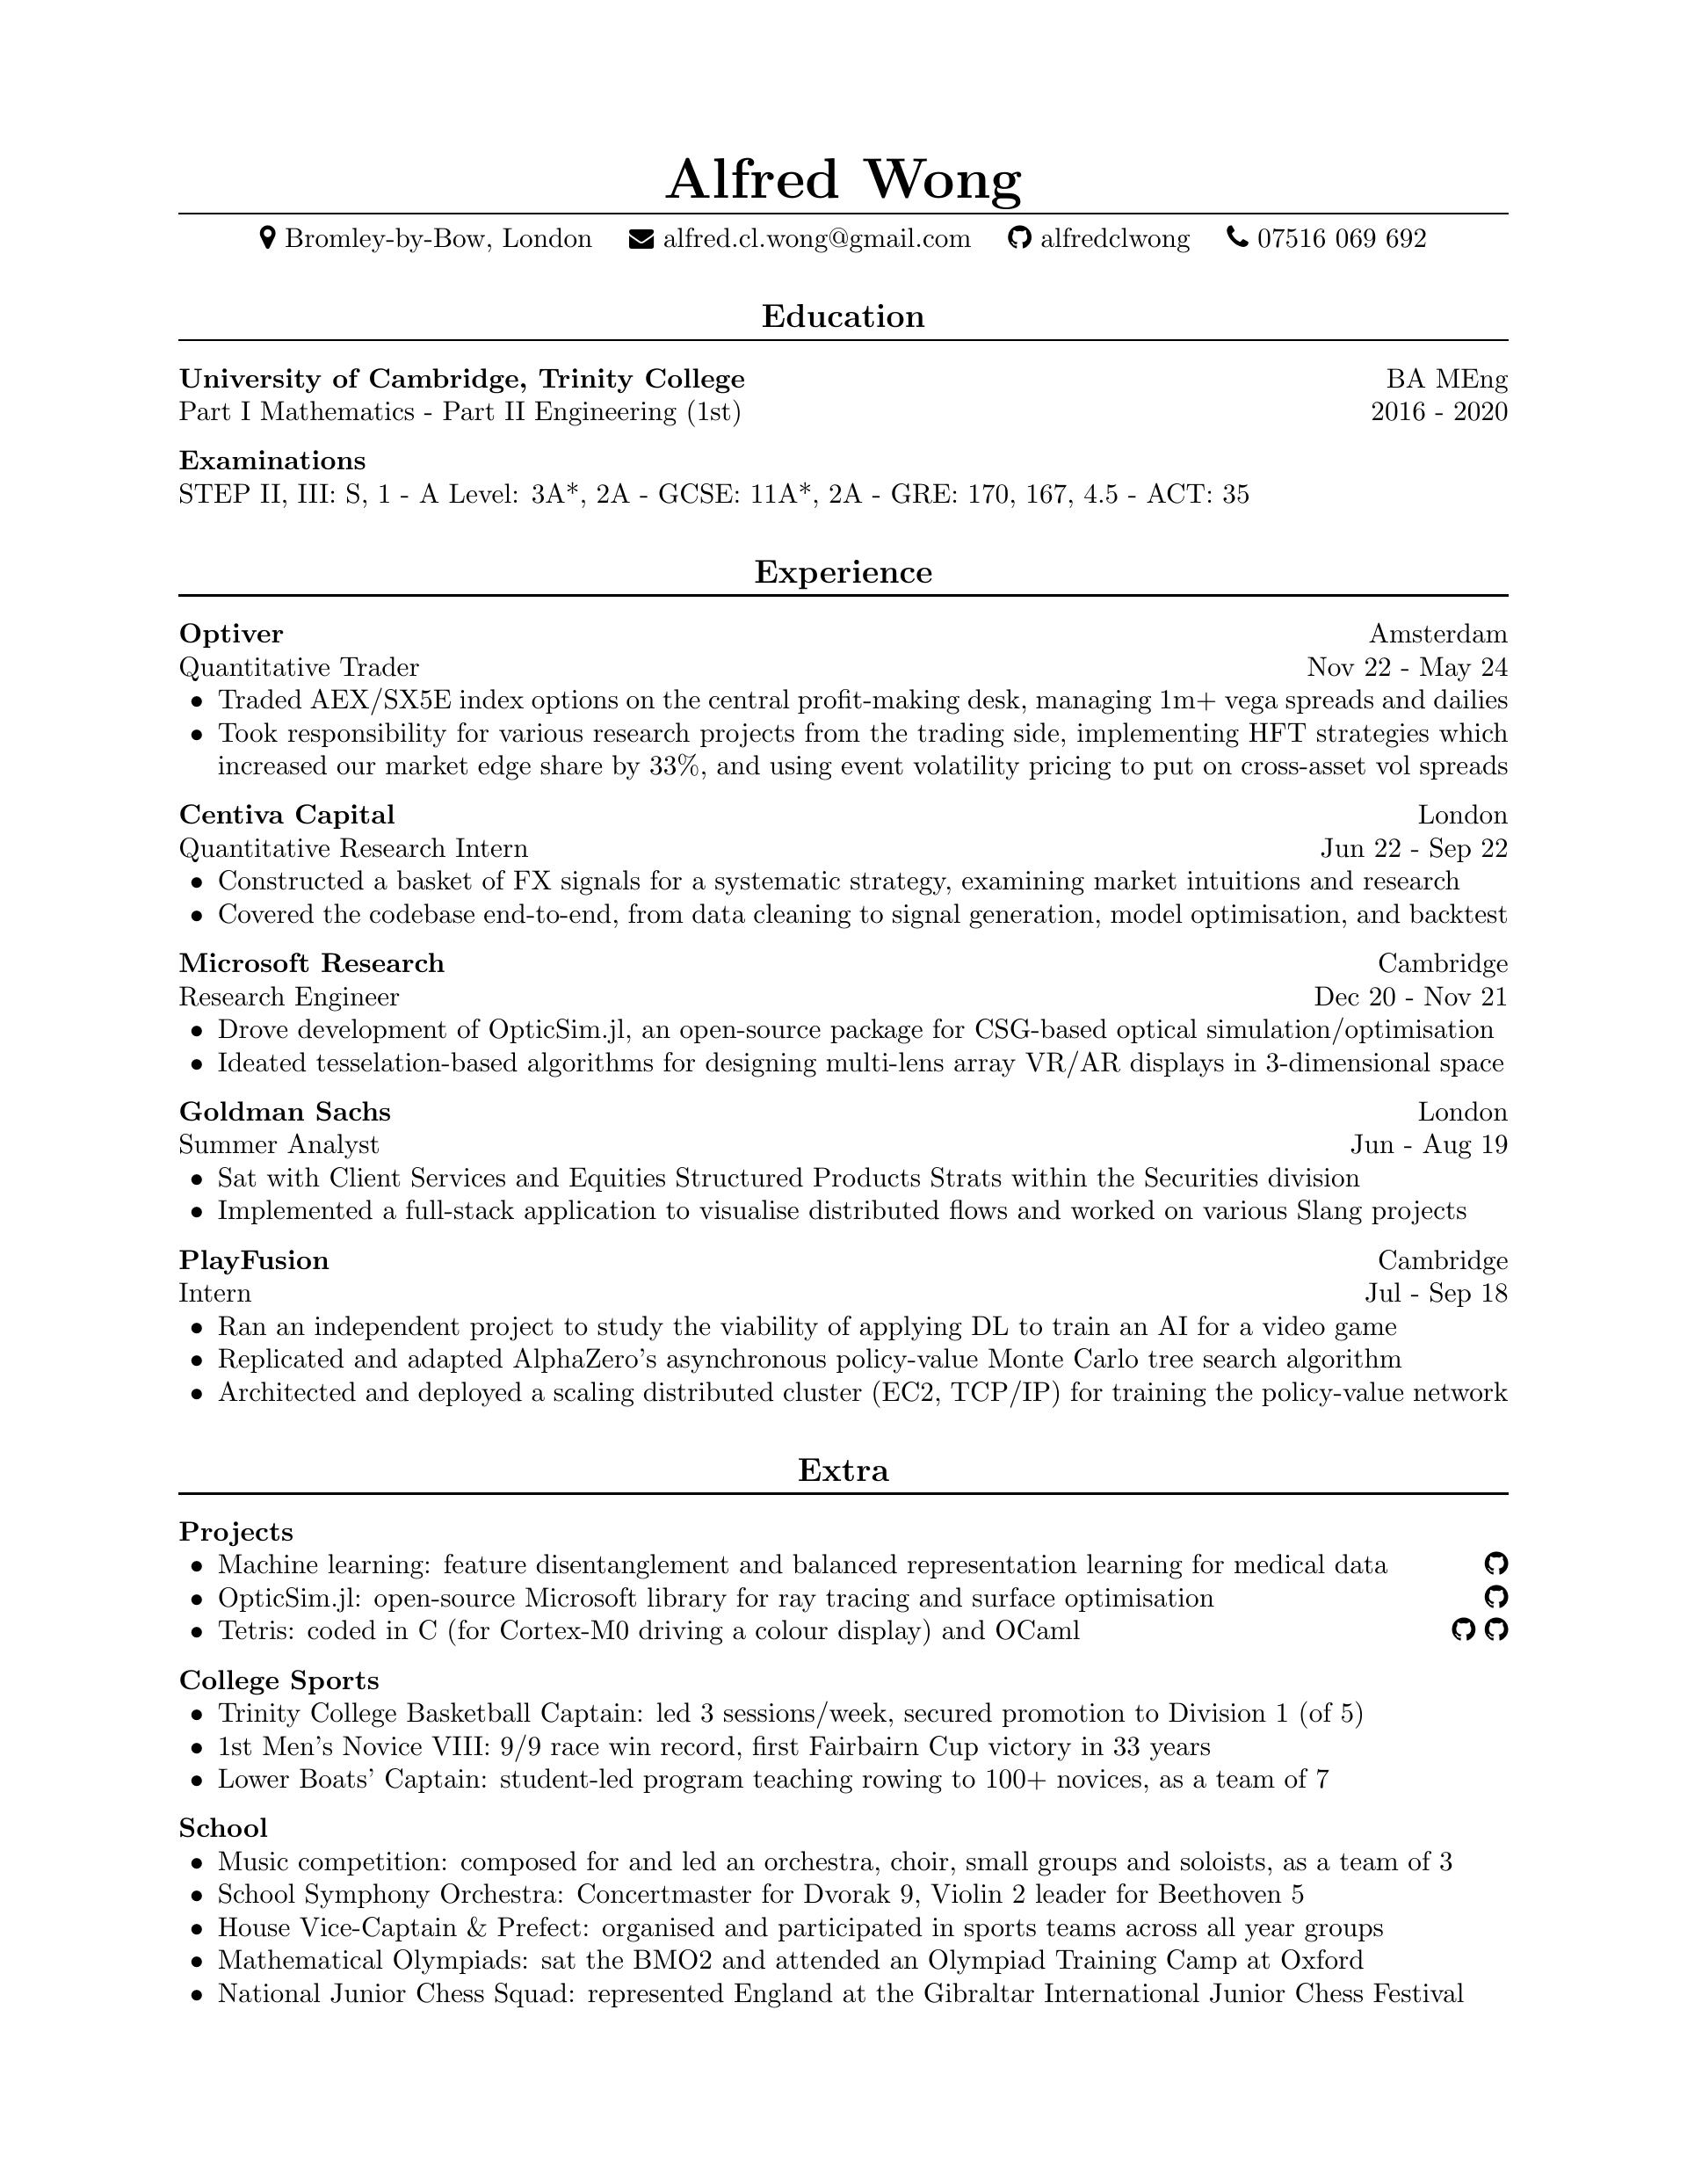 Alfred Wong
Bromley-by-Bow, London alfred.cl.wong@gmail.com alfredclwong 07516 069 692
Education
University of Cambridge, Trinity College BA MEng
Part I Mathematics - Part II Engineering (1st) 2016 - 2020
Examinations
STEP II, III: S, 1 - A Level: 3A*, 2A - GCSE: 11A*, 2A - GRE: 170, 167, 4.5 - ACT: 35
Experience
Optiver Amsterdam
Quantitative Trader Nov 22 - May 24
• Traded AEX/SX5E index options on the central profit-making desk, managing 1m+ vega spreads and dailies
• Took responsibility for various research projects from the trading side, implementing HFT strategies which
increased our market edge share by 33%, and using event volatility pricing to put on cross-asset vol spreads
Centiva Capital London
Quantitative Research Intern Jun 22 - Sep 22
• Constructed a basket of FX signals for a systematic strategy, examining market intuitions and research
• Covered the codebase end-to-end, from data cleaning to signal generation, model optimisation, and backtest
Microsoft Research Cambridge
Research Engineer Dec 20 - Nov 21
• Drove development of OpticSim.jl, an open-source package for CSG-based optical simulation/optimisation
• Ideated tesselation-based algorithms for designing multi-lens array VR/AR displays in 3-dimensional space
Goldman Sachs London
Summer Analyst Jun - Aug 19
• Sat with Client Services and Equities Structured Products Strats within the Securities division
• Implemented a full-stack application to visualise distributed flows and worked on various Slang projects
PlayFusion Cambridge
Intern Jul - Sep 18
• Ran an independent project to study the viability of applying DL to train an AI for a video game
• Replicated and adapted AlphaZero's asynchronous policy-value Monte Carlo tree search algorithm
• Architected and deployed a scaling distributed cluster (EC2, TCP/IP) for training the policy-value network
Extra
Projects
• Machine learning: feature disentanglement and balanced representation learning for medical data
• OpticSim.jl: open-source Microsoft library for ray tracing and surface optimisation
• Tetris: coded in C (for Cortex-M0 driving a colour display) and OCaml
College Sports
• Trinity College Basketball Captain: led 3 sessions/week, secured promotion to Division 1 (of 5)
• 1st Men's Novice VIII: 9/9 race win record, first Fairbairn Cup victory in 33 years
• Lower Boats' Captain: student-led program teaching rowing to 100+ novices, as a team of 7
School
• Music competition: composed for and led an orchestra, choir, small groups and soloists, as a team of 3
• School Symphony Orchestra: Concertmaster for Dvorak 9, Violin 2 leader for Beethoven 5
• House Vice-Captain & Prefect: organised and participated in sports teams across all year groups
• Mathematical Olympiads: sat the BMO2 and attended an Olympiad Training Camp at Oxford
• National Junior Chess Squad: represented England at the Gibraltar International Junior Chess Festival